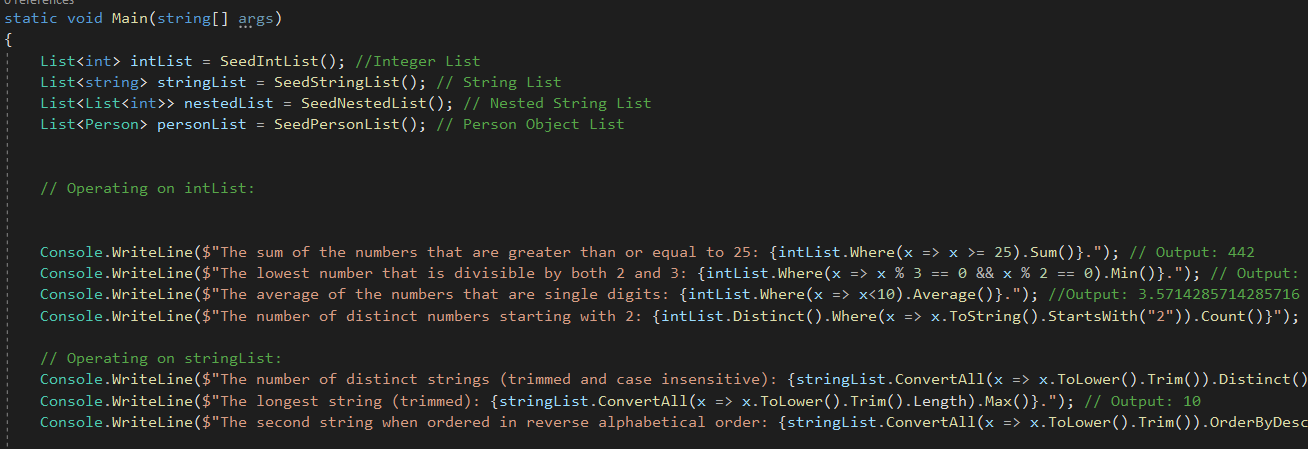 0 references
static void Main(string[] args)
{
List<int> intList = SeedIntList(); //Integer List
List<string> stringList = SeedStringList(); // String List
List<List<int>> nestedList = SeedNestedList(); // Nested String List
List<Person> personList = SeedPersonList(); // Person Object List
// Operating on intList:
Console.WriteLine($"The sum of the numbers that are greater than or equal to 25: {intList.Where(x => x >= 25).Sum()}."); // Output: 442
Console.WriteLine($"The lowest number that is divisible by both 2 and 3: {intList.Where(x => x % 3 == 0 && x % 2 == 0).Min()}."); // Output:
Console.WriteLine($"The average of the numbers that are single digits: {intList.Where(x => x<10).Average()}."); //Output: 3.5714285714285716
Console.WriteLine($"The number of distinct numbers starting with 2: {intList.Distinct().Where(x => x.ToString().StartsWith("2")).Count()}");
// Operating on stringList:
Console.WriteLine($"The number of distinct strings (trimmed and case insensitive): {stringList.ConvertAll(x => x.ToLower().Trim()).Distinct()
Console.WriteLine($"The longest string (trimmed): {stringList.ConvertAll(x => x.ToLower().Trim().Length).Max()}."); // Output: 10
Console.WriteLine($"The second string when ordered in reverse alphabetical order: {stringList.ConvertAll(x => x.ToLower().Trim()).OrderByDesc